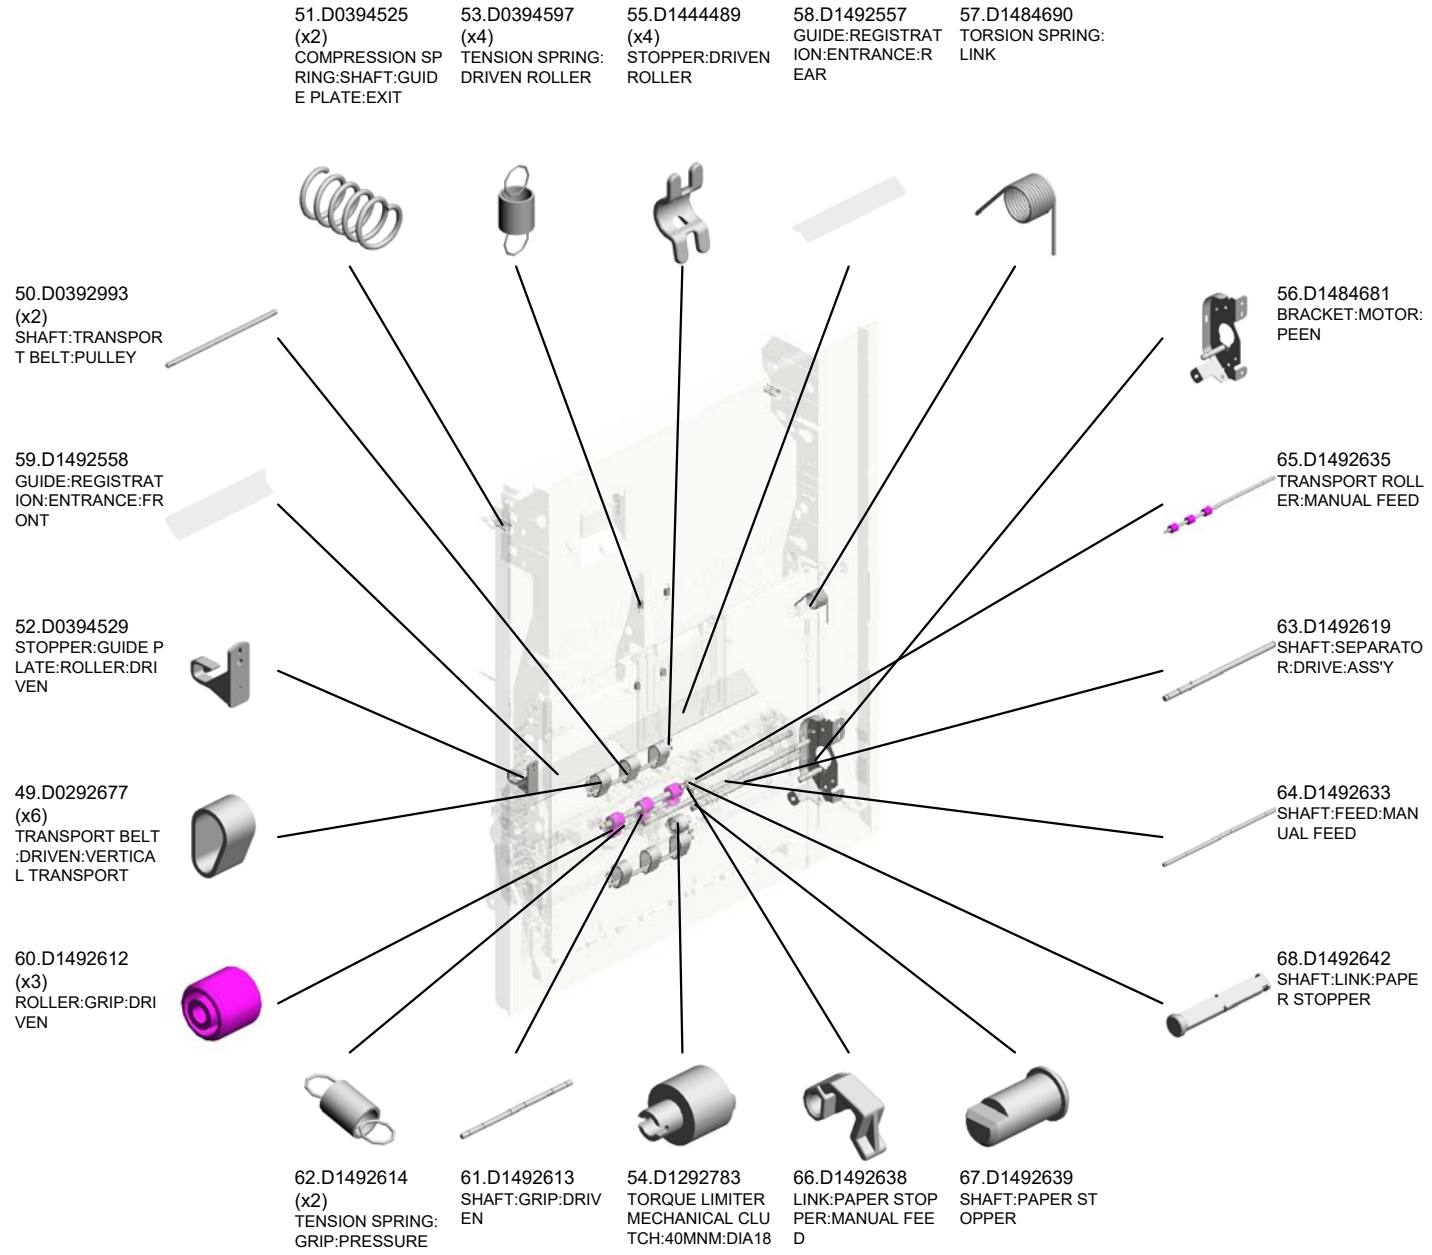 51.D0394525
(x2)
COMPRESSION SP
RING:SHAFT:GUID
E PLATE:EXIT
53.D0394597
(x4)
TENSION SPRING:
DRIVEN ROLLER
55.D1444489
(x4)
STOPPER:DRIVEN
ROLLER
58.D1492557
GUIDE:REGISTRAT
ION:ENTRANCE:R
EAR
57.D1484690
TORSION SPRING:
LINK
50.D0392993
(x2)
SHAFT:TRANSPOR
T BELT:PULLEY
56.D1484681
BRACKET:MOTOR:
PEEN
59.D1492558
GUIDE:REGISTRAT
ION:ENTRANCE:FR
ONT
65.D1492635
TRANSPORT ROLL
ER:MANUAL FEED
52.D0394529
STOPPER:GUIDE P
LATE:ROLLER:DRI
VEN
63.D1492619
SHAFT:SEPARATO
R:DRIVE:ASS'Y
49.D0292677
(x6)
TRANSPORT BELT
:DRIVEN:VERTICA
L TRANSPORT
64.D1492633
SHAFT:FEED:MAN
UAL FEED
60.D1492612
(x3)
ROLLER:GRIP:DRI
VEN
68.D1492642
SHAFT:LINK:PAPE
R STOPPER
62.D1492614
(x2)
TENSION SPRING:
GRIP:PRESSURE
61.D1492613
SHAFT:GRIP:DRIV
EN
54.D1292783
TORQUE LIMITER
MECHANICAL CLU
TCH:40MNM:DIA18
66.D1492638
LINK:PAPER STOP
PER:MANUAL FEE
D
67.D1492639
SHAFT:PAPER ST
OPPER